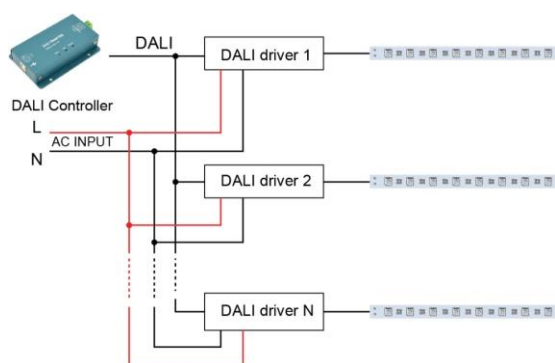 DALI
DALI driver 1
DALI Controller
L
AC INPUT
N
DALI driver 2
DALI driver N